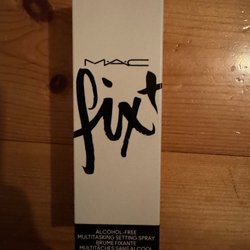 MAC
fix+
ALCOHOL-FREE
MULTITASKING SETTING SPRAY
BRUME FIXANTE
MULTITÂCHES SANS ALCOOL